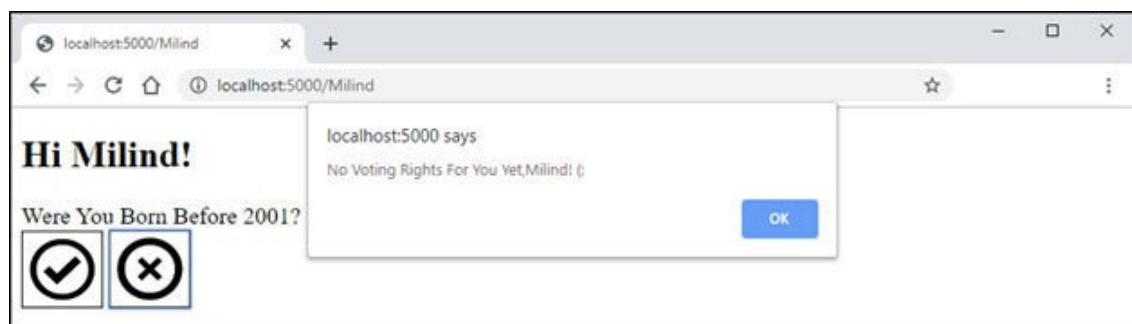 localhost:5000/Milind
localhost:5000/Milind
localhost:5000 says
No Voting Rights For You Yet,Milind! (:
OK
Hi Milind!
Were You Born Before 2001?